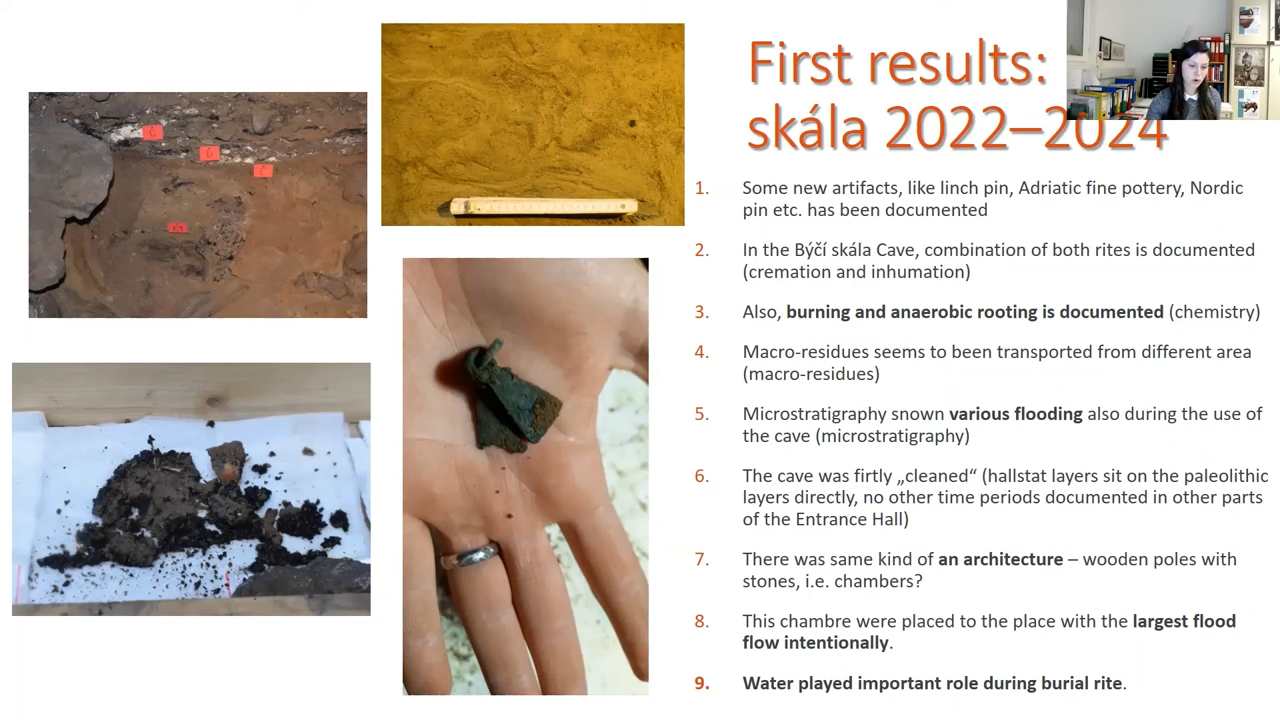 First results:
skála 2022–2024
1. Some new artifacts, like linch pin, Adriatic fine pottery, Nordic
pin etc. has been documented
2. In the Býčí skála Cave, combination of both rites is documented
(cremation and inhumation)
3. Also, burning and anaerobic rooting is documented (chemistry)
4. Macro-residues seems to been transported from different area
(macro-residues)
5. Microstratigraphy snown various flooding also during the use of
the cave (microstratigraphy)
6. The cave was firtly „cleaned“ (hallstat layers sit on the paleolithic
layers directly, no other time periods documented in other parts
of the Entrance Hall)
7. There was same kind of an architecture – wooden poles with
stones, i.e. chambers?
8. This chambre were placed to the place with the largest flood
flow intentionally.
9. Water played important role during burial rite.